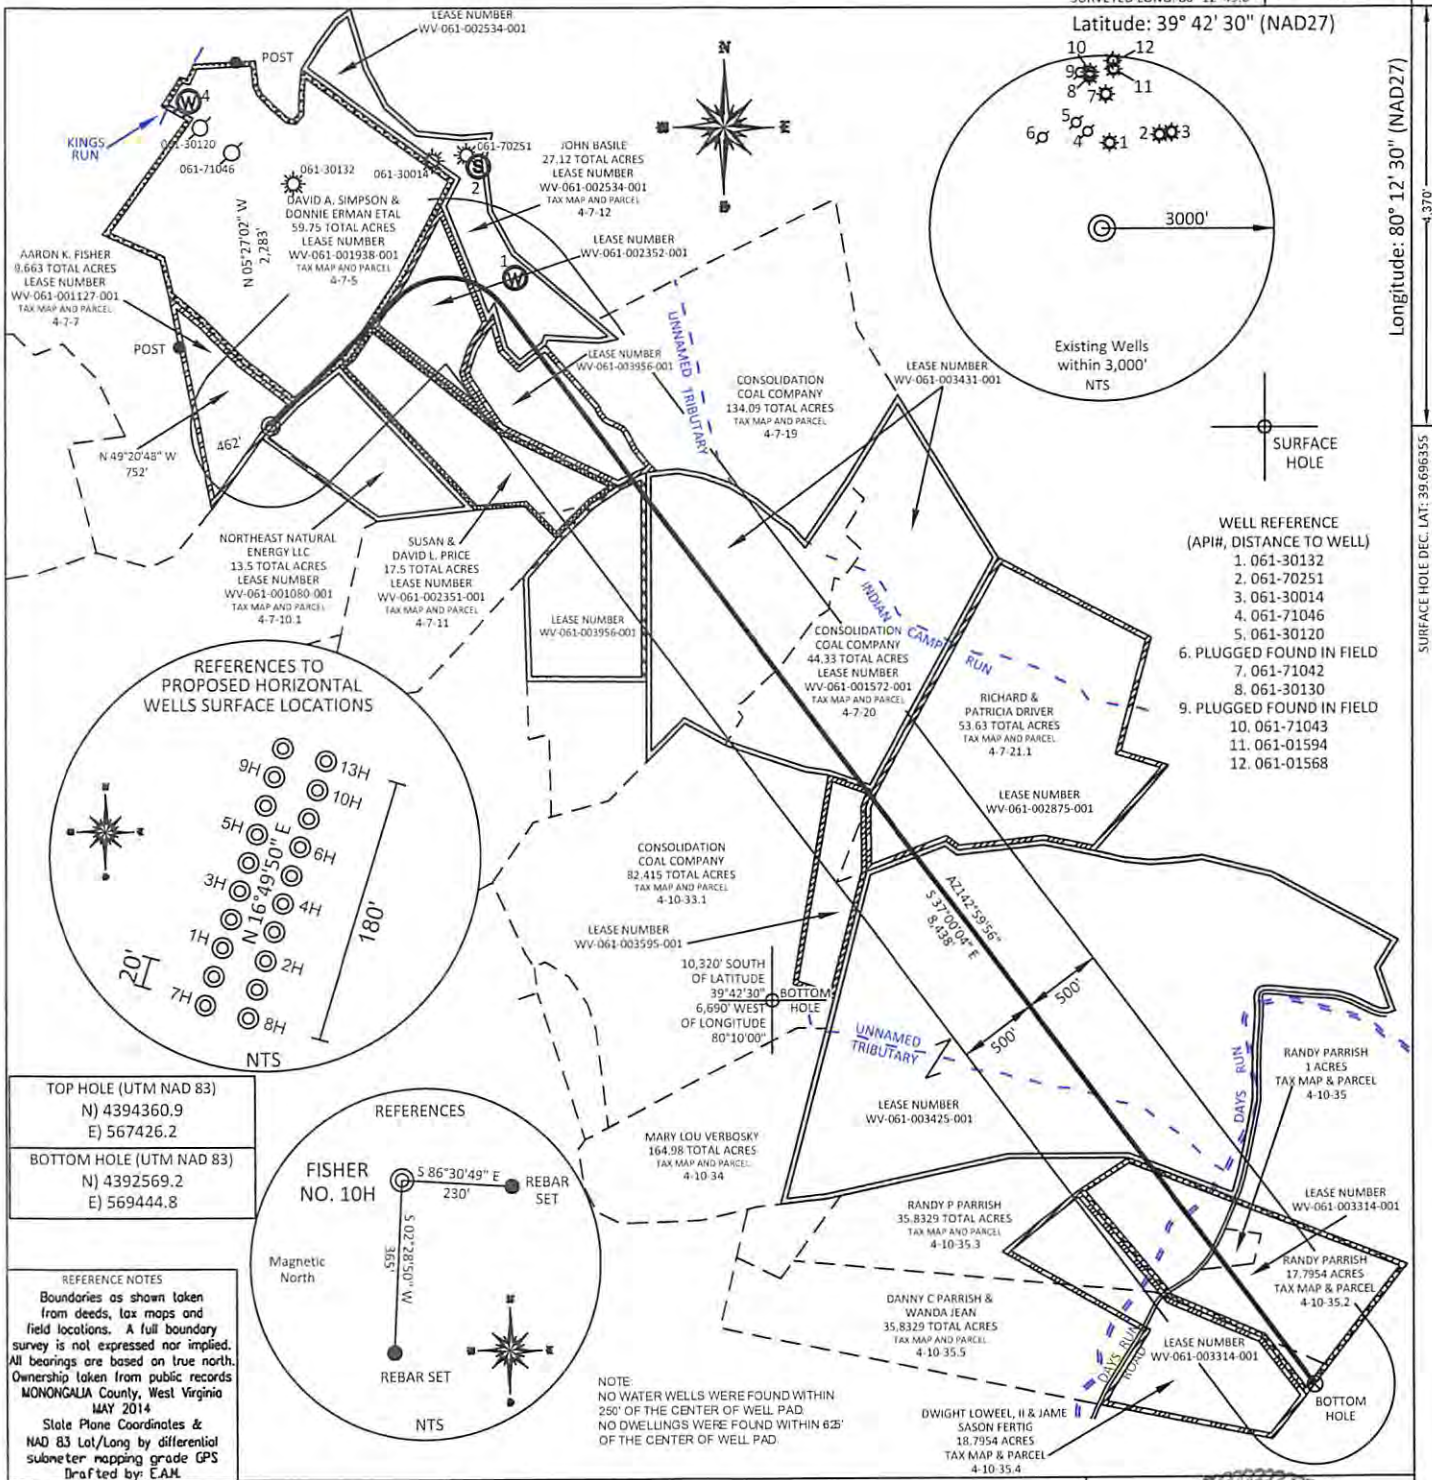 Latitude: 39° 42' 30" (NAD27)
Longitude: 80° 12' 30" (NAD27)
4,370'
SURFACE HOLE DEC. LAT: 39.696355
LEASE NUMBER
WV-061-002534-001
POST
4
W
KINGS
RUN
061-30120
061-71046
061-30132
061-30014
061-70251
S
2
N
JOHN BASILE
27.12 TOTAL ACRES
LEASE NUMBER
WV-061-002534-001
TAX MAP AND PARCEL
4-7-12
DAVID A. SIMPSON &
DONNIE ERMAN ETAL
59.75 TOTAL ACRES
LEASE NUMBER
WV-061-001938-001
TAX MAP AND PARCEL
4-7-5
N 05°27'02" W
2,283'
LEASE NUMBER
WV-061-002352-001
1
W
AARON K. FISHER
TOTAL ACRES
LEASE NUMBER
WV-061-001127-001
TAX MAP AND PARCEL
4-7-7
POST
N 49°20'48" W
752'
462'
LEASE NUMBER
WV-061-003956-001
UNNAMED TRIBUTARY
CONSOLIDATION
COAL COMPANY
134.09 TOTAL ACRES
TAX MAP AND PARCEL
4-7-19
LEASE NUMBER
WV-061-003431-001
10
12
9
8
11
7
5
6
4
1
2
3
3000'
Existing Wells
within 3,000'
NTS
SURFACE
HOLE
WELL REFERENCE
(API#, DISTANCE TO WELL)
1. 061-30132
2. 061-70251
3. 061-30014
4. 061-71046
5. 061-30120
6. PLUGGED FOUND IN FIELD
7. 061-71042
8. 061-30130
9. PLUGGED FOUND IN FIELD
10. 061-71043
11. 061-01594
12. 061-01568
NORTHEAST NATURAL
ENERGY LLC
13.5 TOTAL ACRES
LEASE NUMBER
WV-061-001080-001
TAX MAP AND PARCEL
4-7-10.1
SUSAN &
DAVID L. PRICE
17.5 TOTAL ACRES
LEASE NUMBER
WV-061-002351-001
TAX MAP AND PARCEL
4-7-11
LEASE NUMBER
WV-061-003956-001
INDIAN CAMP RUN
CONSOLIDATION
COAL COMPANY
44.33 TOTAL ACRES
LEASE NUMBER
WV-061-001572-001
TAX MAP AND PARCEL
4-7-20
RICHARD &
PATRICIA DRIVER
53.63 TOTAL ACRES
TAX MAP AND PARCEL
4-7-21.1
LEASE NUMBER
WV-061-002875-001
REFERENCES TO
PROPOSED HORIZONTAL
WELLS SURFACE LOCATIONS
9H
13H
10H
5H
6H
3H
4H
1H
2H
7H
8H
N 16°49'50" E
180'
20'
NTS
CONSOLIDATION
COAL COMPANY
82.415 TOTAL ACRES
TAX MAP AND PARCEL
4-10-33.1
LEASE NUMBER
WV-061-003595-001
10,320' SOUTH
OF LATITUDE
39°42'30"
6,690' WEST
OF LONGITUDE
80°10'00"
BOTTOM
HOLE
AZ142°59'56"
S 37°00'04" E
8,438'
500'
500'
UNNAMED
TRIBUTARY
LEASE NUMBER
WV-061-003425-001
MARY LOU VERBOSKY
164.98 TOTAL ACRES
TAX MAP AND PARCEL
4-10-34
DAYS RUN
RANDY PARRISH
1 ACRES
TAX MAP & PARCEL
4-10-35
LEASE NUMBER
WV-061-003314-001
RANDY PARRISH
17.7954 ACRES
TAX MAP & PARCEL
4-10-35.2
RANDY P PARRISH
35.8329 TOTAL ACRES
TAX MAP AND PARCEL
4-10-35.3
DANNY C PARRISH &
WANDA JEAN
35.8329 TOTAL ACRES
TAX MAP AND PARCEL
4-10-35.5
DAYS RUN
ROAD
LEASE NUMBER
WV-061-003314-001
BOTTOM
HOLE
DWIGHT LOWEEL, II & JAME
SASON FERTIG
18.7954 ACRES
TAX MAP & PARCEL
4-10-35.4
TOP HOLE (UTM NAD 83)
N) 4394360.9
E) 567426.2
BOTTOM HOLE (UTM NAD 83)
N) 4392569.2
E) 569444.8
REFERENCES
FISHER
NO. 10H
S 86°30'49" E
230'
REBAR
SET
S 02°28'50" W
365'
Magnetic
North
REBAR SET
NTS
REFERENCE NOTES
Boundaries as shown taken
from deeds, tax maps and
field locations. A full boundary
survey is not expressed nor implied.
All bearings are based on true north.
Ownership taken from public records
MONONGALIA County, West Virginia
MAY 2014
State Plane Coordinates &
NAD 83 Lat/Long by differential
submeter mapping grade GPS
Drafted by: E.A.M.
NOTE:
NO WATER WELLS WERE FOUND WITHIN
250' OF THE CENTER OF WELL PAD.
NO DWELLINGS WERE FOUND WITHIN 625'
OF THE CENTER OF WELL PAD.